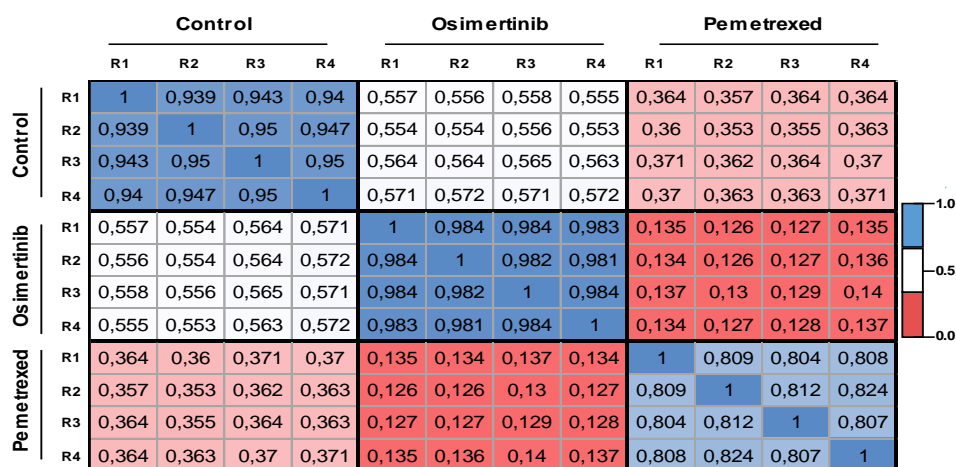 Control Osimertinib Pemetrexed
R1 R2 R3 R4 R1 R2 R3 R4 R1 R2 R3 R4
Control
R1 1 0,939 0,943 0,94 0,557 0,556 0,558 0,555 0,364 0,357 0,364 0,364
R2 0,939 1 0,95 0,947 0,554 0,554 0,556 0,553 0,36 0,353 0,355 0,363
R3 0,943 0,95 1 0,95 0,564 0,564 0,565 0,563 0,371 0,362 0,364 0,37
R4 0,94 0,947 0,95 1 0,571 0,572 0,571 0,572 0,37 0,363 0,363 0,371
Osimertinib
R1 0,557 0,554 0,564 0,571 1 0,984 0,984 0,983 0,135 0,126 0,127 0,135
R2 0,556 0,554 0,564 0,572 0,984 1 0,982 0,981 0,134 0,126 0,127 0,136
R3 0,558 0,556 0,565 0,571 0,984 0,982 1 0,984 0,137 0,13 0,129 0,14
R4 0,555 0,553 0,563 0,572 0,983 0,981 0,984 1 0,134 0,127 0,128 0,137
Pemetrexed
R1 0,364 0,36 0,371 0,37 0,135 0,134 0,137 0,134 1 0,809 0,804 0,808
R2 0,357 0,353 0,362 0,363 0,126 0,126 0,13 0,127 0,809 1 0,812 0,824
R3 0,364 0,355 0,364 0,363 0,127 0,127 0,129 0,128 0,804 0,812 1 0,807
R4 0,364 0,363 0,37 0,371 0,135 0,136 0,14 0,137 0,808 0,824 0,807 1
1.0
0.5
0.0